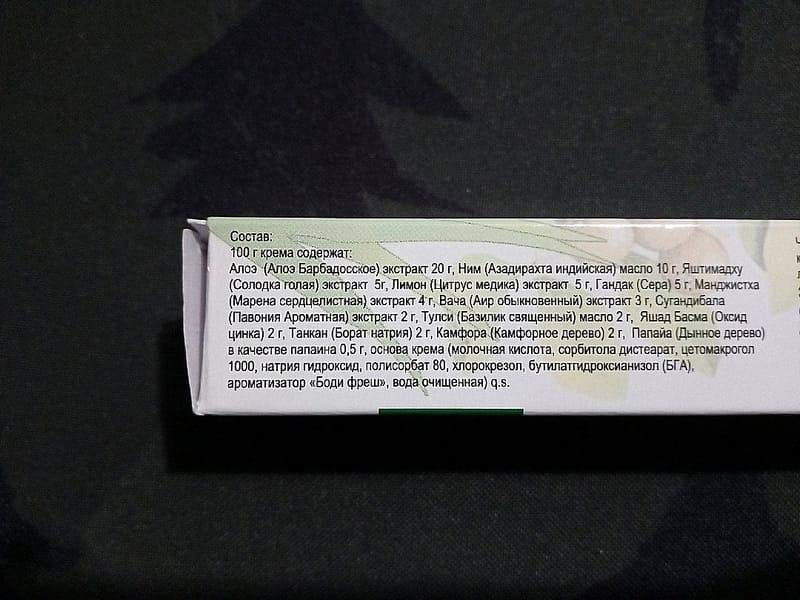 Состав:
100 г крема содержат:
Алоэ (Алоэ Барбадосское) экстракт 20 г, Ним (Азадирахта индийская) масло 10 г, Яштимадху
(Солодка голая) экстракт 5г, Лимон (Цитрус медика) экстракт 5 г, Гандак (Сера) 5 г, Манджистха
(Марена сердцелистная) экстракт 4 г, Вача (Аир обыкновенный) экстракт 3 г, Сугандибала
(Павония Ароматная) экстракт 2 г, Тулси (Базилик священный) масло 2 г, Яшад Басма (Оксид
цинка) 2 г, Танкан (Борат натрия) 2 г, Камфора (Камфорное дерево) 2 г, Папайа (Дынное дерево)
в качестве папаина 0,5 г, основа крема (молочная кислота, сорбитола дистеарат, цетомакрогол
1000, натрия гидроксид, полисорбат 80, хлорокрезол, бутилатгидроксианизол (БГА),
ароматизатор «Боди фреш», вода очищенная) q.s.